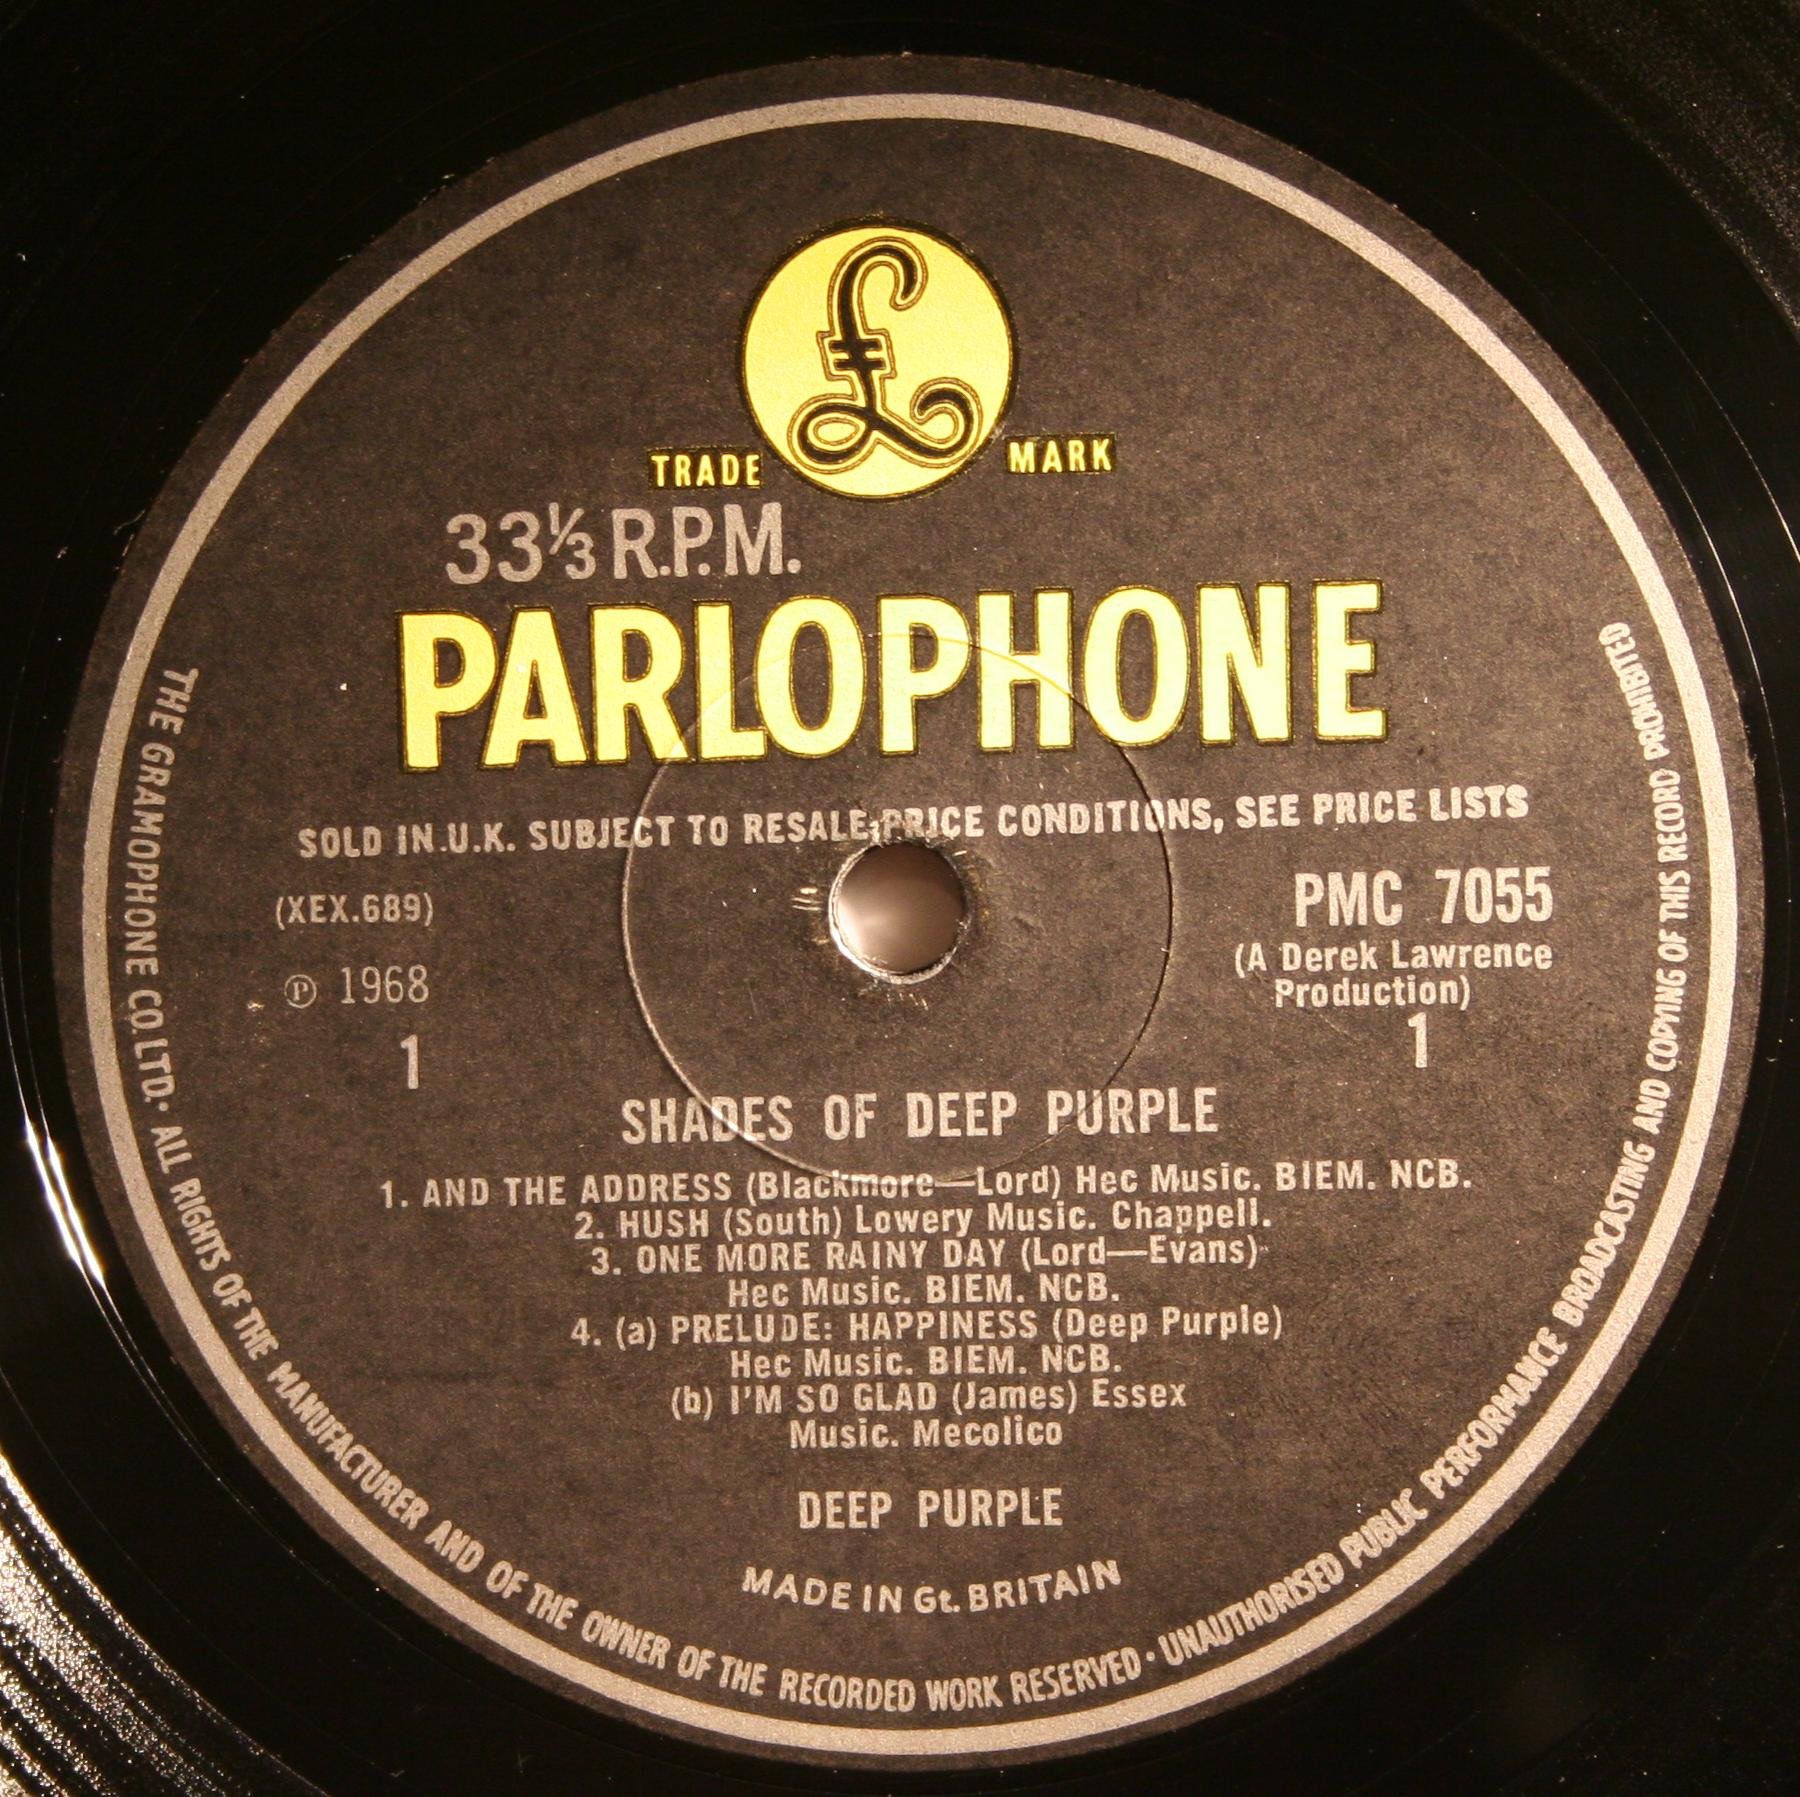 £
TRADE MARK
33⅓ R.P.M.
PARLOPHONE
SOLD IN U.K. SUBJECT TO RESALE PRICE CONDITIONS, SEE PRICE LISTS
(XEX.689)
℗ 1968
1
PMC 7055
(A Derek Lawrence
Production)
1
SHADES OF DEEP PURPLE
1. AND THE ADDRESS (Blackmore—Lord) Hec Music. BIEM. NCB.
2. HUSH (South) Lowery Music. Chappell.
3. ONE MORE RAINY DAY (Lord—Evans)
Hec Music. BIEM. NCB.
4. (a) PRELUDE: HAPPINESS (Deep Purple)
Hec Music. BIEM. NCB.
(b) I'M SO GLAD (James) Essex
Music. Mecolico
DEEP PURPLE
MADE IN Gt. BRITAIN
THE GRAMOPHONE CO. LTD. • ALL RIGHTS OF THE MANUFACTURER AND OF THE OWNER OF THE RECORDED WORK RESERVED • UNAUTHORISED PUBLIC PERFORMANCE BROADCASTING AND COPYING OF THIS RECORD PROHIBITED